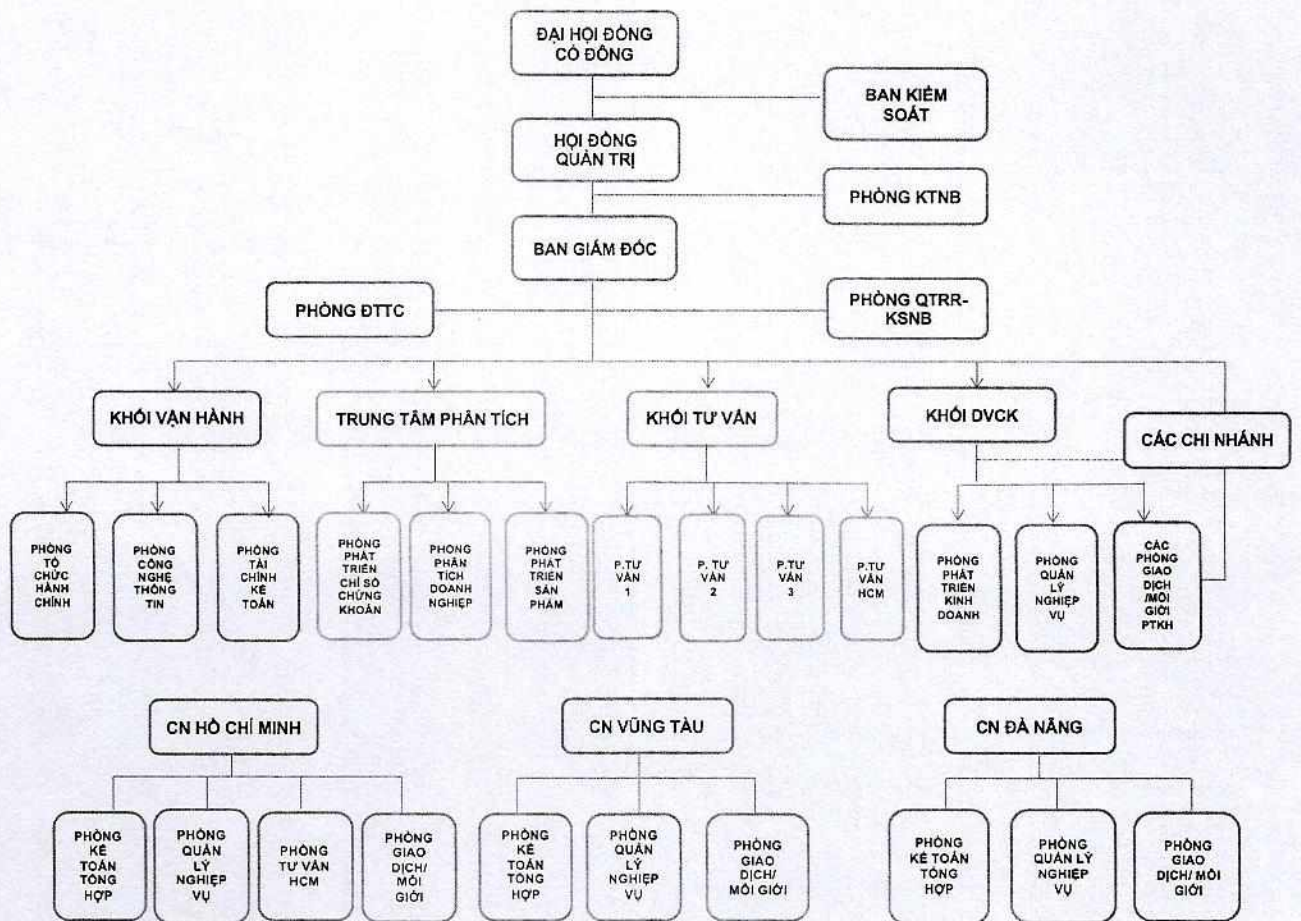 ĐẠI HỘI ĐỒNG
CỔ ĐÔNG
BAN KIỂM
SOÁT
HỘI ĐỒNG
QUẢN TRỊ
PHÒNG KTNB
BAN GIÁM ĐỐC
PHÒNG ĐTTC
PHÒNG QTRR-
KSNB
KHỐI VẬN HÀNH
TRUNG TÂM PHÂN TÍCH
KHỐI TƯ VẤN
KHỐI DVCK
CÁC CHI NHÁNH
PHÒNG
TỔ
CHỨC
HÀNH
CHÍNH
PHÒNG
CÔNG
NGHỆ
THÔNG
TIN
PHÒNG
TÀI
CHÍNH
KẾ
TOÁN
PHÒNG
PHÁT
TRIỂN
CHỈ SỐ
CHỨNG
KHOÁN
PHÒNG
PHÂN
TÍCH
DOANH
NGHIỆP
PHÒNG
PHÁT
TRIỂN
SẢN
PHẨM
P.TƯ
VẤN
1
P.TƯ
VẤN
2
P.TƯ
VẤN
3
P.TƯ
VẤN
HCM
PHÒNG
PHÁT
TRIỂN
KINH
DOANH
PHÒNG
QUẢN
LÝ
NGHIỆP
VỤ
CÁC
PHÒNG
GIAO
DỊCH
/MÔI
GIỚI
PTKH
CN HỒ CHÍ MINH
CN VŨNG TÀU
CN ĐÀ NẴNG
PHÒNG
KẾ
TOÁN
TỔNG
HỢP
PHÒNG
QUẢN
LÝ
NGHIỆP
VỤ
PHÒNG
TƯ VẤN
HCM
PHÒNG
GIAO
DỊCH/
MÔI
GIỚI
PHÒNG
KẾ
TOÁN
TỔNG
HỢP
PHÒNG
QUẢN
LÝ
NGHIỆP
VỤ
PHÒNG
GIAO
DỊCH/
MÔI GIỚI
PHÒNG
KẾ TOÁN
TỔNG
HỢP
PHÒNG
QUẢN LÝ
NGHIỆP
VỤ
PHÒNG
GIAO
DỊCH/ MÔI
GIỚI